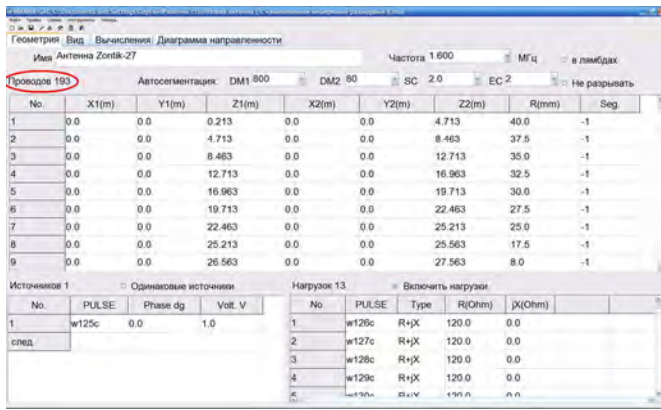 Геометрия Вид Вычисления Диаграмма направленности
Имя Антенна Zontik-27 Частота 1.600 МГц в лямбдах
Проводов 193 Автосегментация: DM1 800 DM2 80 SC 2.0 EC 2 Не разрывать
No. X1(m) Y1(m) Z1(m) X2(m) Y2(m) Z2(m) R(mm) Seg.
1 0.0 0.0 0.213 0.0 0.0 4.713 40.0 -1
2 0.0 0.0 4.713 0.0 0.0 8.463 37.5 -1
3 0.0 0.0 8.463 0.0 0.0 12.713 35.0 -1
4 0.0 0.0 12.713 0.0 0.0 16.963 32.5 -1
5 0.0 0.0 16.963 0.0 0.0 19.713 30.0 -1
6 0.0 0.0 19.713 0.0 0.0 22.463 27.5 -1
7 0.0 0.0 22.463 0.0 0.0 25.213 25.0 -1
8 0.0 0.0 25.213 0.0 0.0 25.563 17.5 -1
9 0.0 0.0 26.563 0.0 0.0 27.563 8.0 -1
Источников 1 Одинаковые источники Нагрузок 13 Включить нагрузки
No. PULSE Phase dg Volt. V No. PULSE Type R(Ohm) jX(Ohm)
1 w125c 0.0 1.0 1 w126c R+jX 120.0 0.0
след. 2 w127c R+jX 120.0 0.0
3 w128c R+jX 120.0 0.0
4 w129c R+jX 120.0 0.0
5 w130c R+jX 120.0 0.0